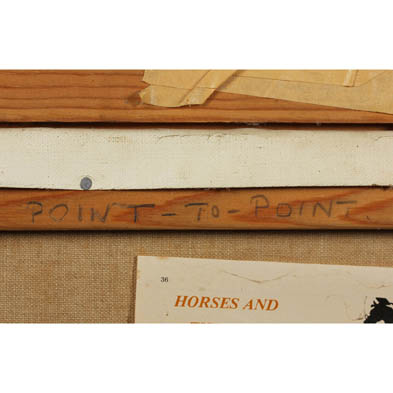 POINT-TO-POINT.
36
HORSES AND